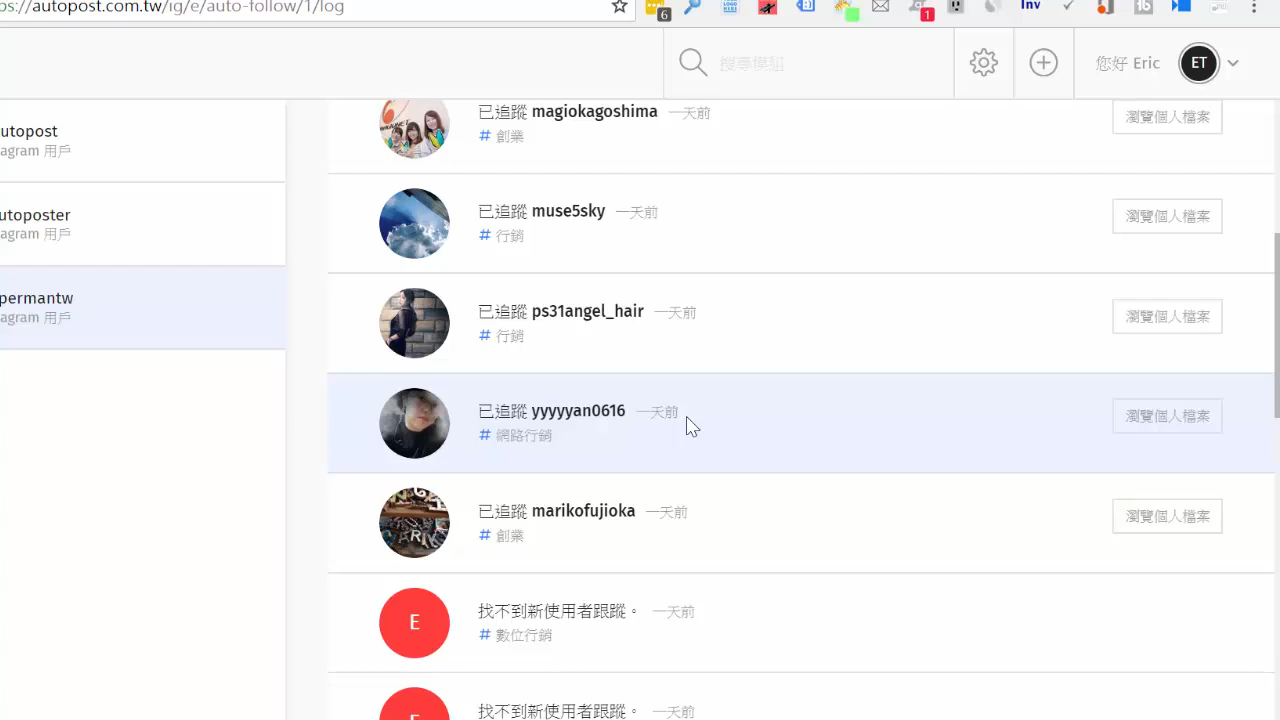 ps://autopost.com.tw/ig/e/auto-follow/1/log
6
1
Inv
搜尋模組
您好 Eric
ET
utopost
agram 用戶
utoposter
agram 用戶
permantw
agram 用戶
已追蹤 magiokagoshima 一天前
# 創業
瀏覽個人檔案
已追蹤 muse5sky 一天前
# 行銷
瀏覽個人檔案
已追蹤 ps31angel_hair 一天前
# 行銷
瀏覽個人檔案
已追蹤 yyyyyan0616 一天前
# 網路行銷
瀏覽個人檔案
已追蹤 marikofujioka 一天前
# 創業
瀏覽個人檔案
E
找不到新使用者跟蹤。 一天前
# 數位行銷
找不到新使用者跟蹤。 一天前